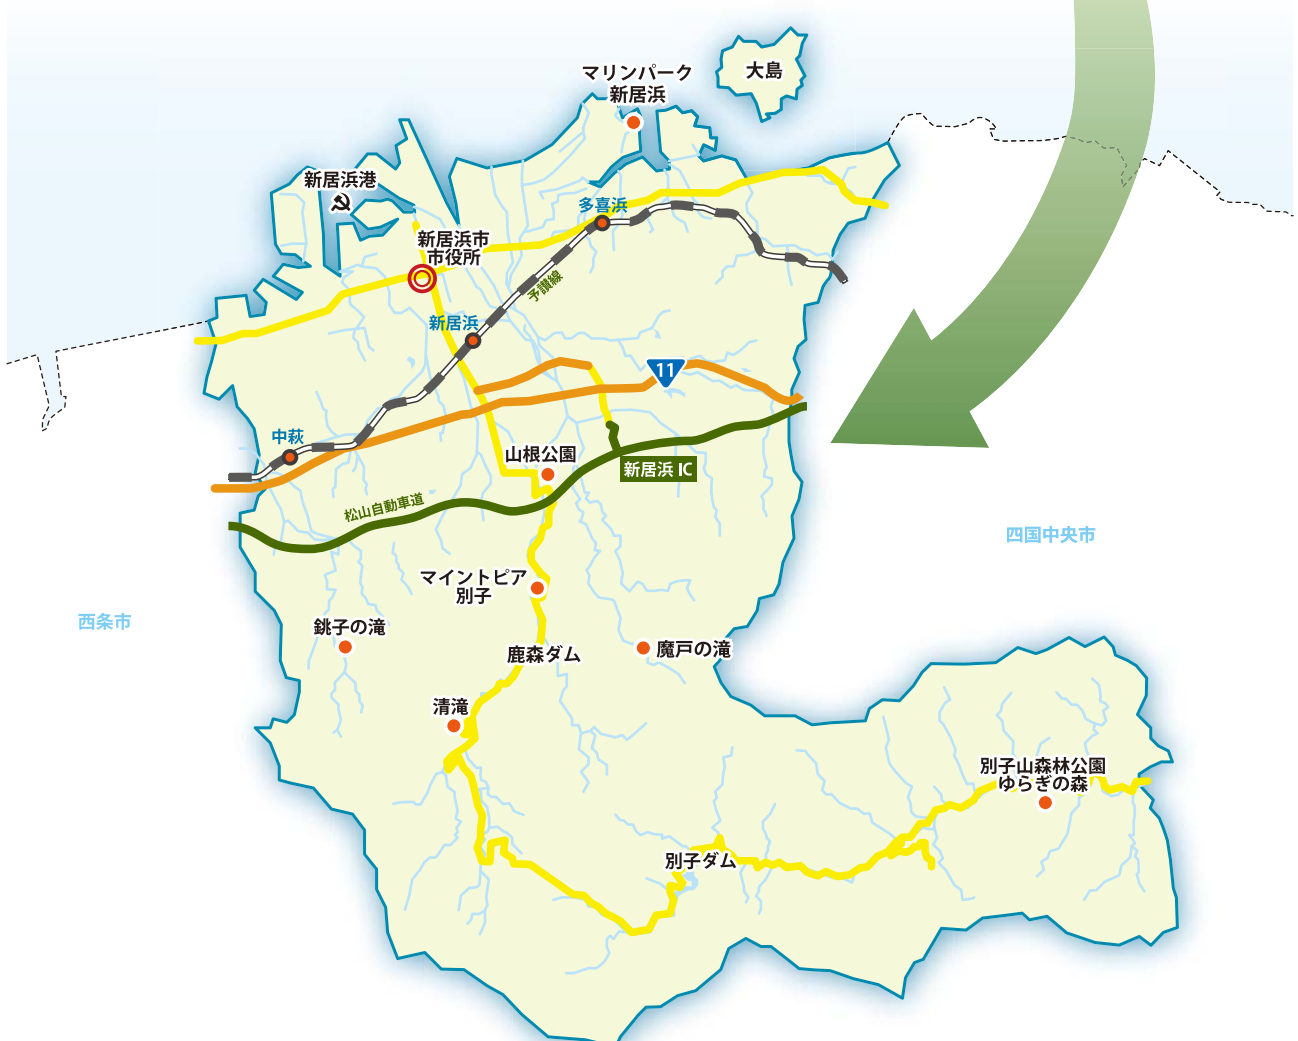 大島
マリンパーク
新居浜
新居浜港
多喜浜
新居浜市
市役所
予讃線
新居浜
11
中萩
山根公園
新居浜 IC
松山自動車道
四国中央市
マイントピア
別子
西条市
銚子の滝
魔戸の滝
鹿森ダム
清滝
別子山森林公園
ゆらぎの森
別子ダム